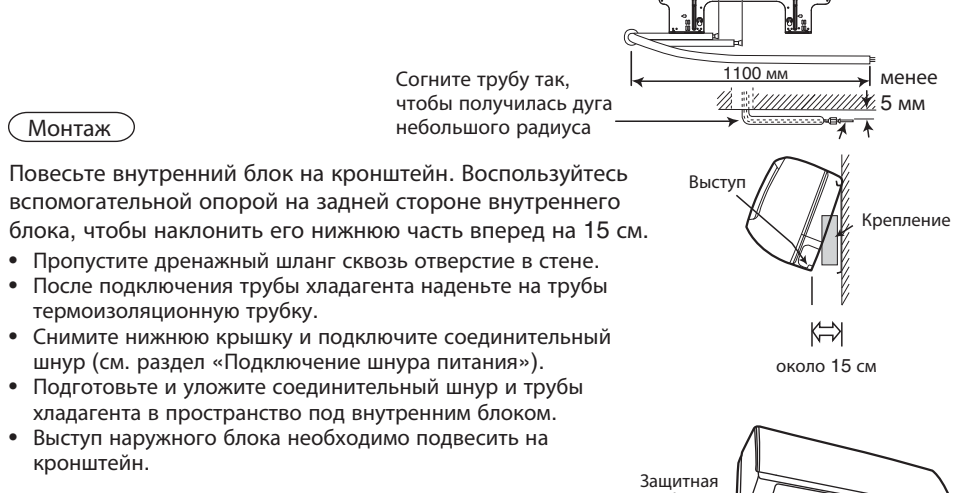 Согните трубу так,
чтобы получилась дуга
небольшого радиуса
1100 мм
менее
5 мм
Монтаж
Повесьте внутренний блок на кронштейн. Воспользуйтесь
вспомогательной опорой на задней стороне внутреннего
блока, чтобы наклонить его нижнюю часть вперед на 15 см.
• Пропустите дренажный шланг сквозь отверстие в стене.
• После подключения трубы хладагента наденьте на трубы
термоизоляционную трубку.
• Снимите нижнюю крышку и подключите соединительный
шнур (см. раздел «Подключение шнура питания»).
• Подготовьте и уложите соединительный шнур и трубы
хладагента в пространство под внутренним блоком.
• Выступ наружного блока необходимо подвесить на
кронштейн.
Выступ
Крепление
около 15 см
Защитная